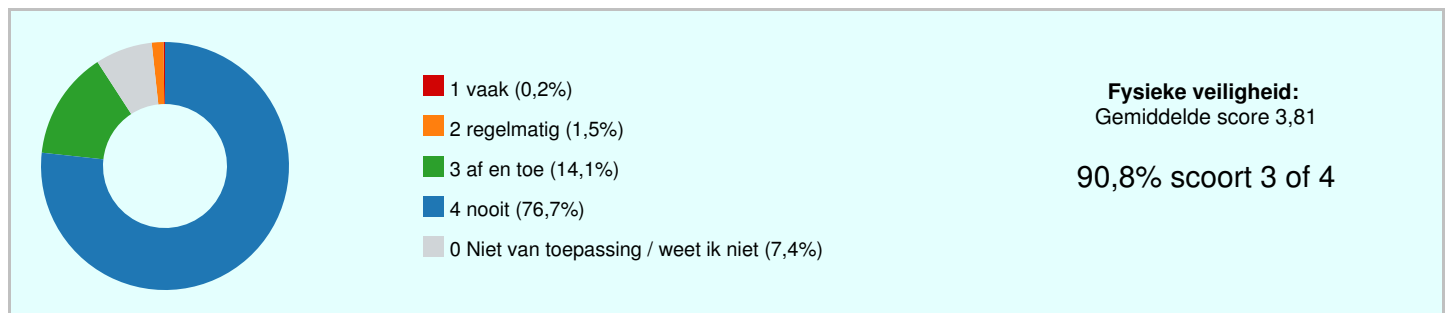 1 vaak (0,2%)
2 regelmatig (1,5%)
3 af en toe (14,1%)
4 nooit (76,7%)
0 Niet van toepassing / weet ik niet (7,4%)
Fysieke veiligheid:
Gemiddelde score 3,81
90,8% scoort 3 of 4